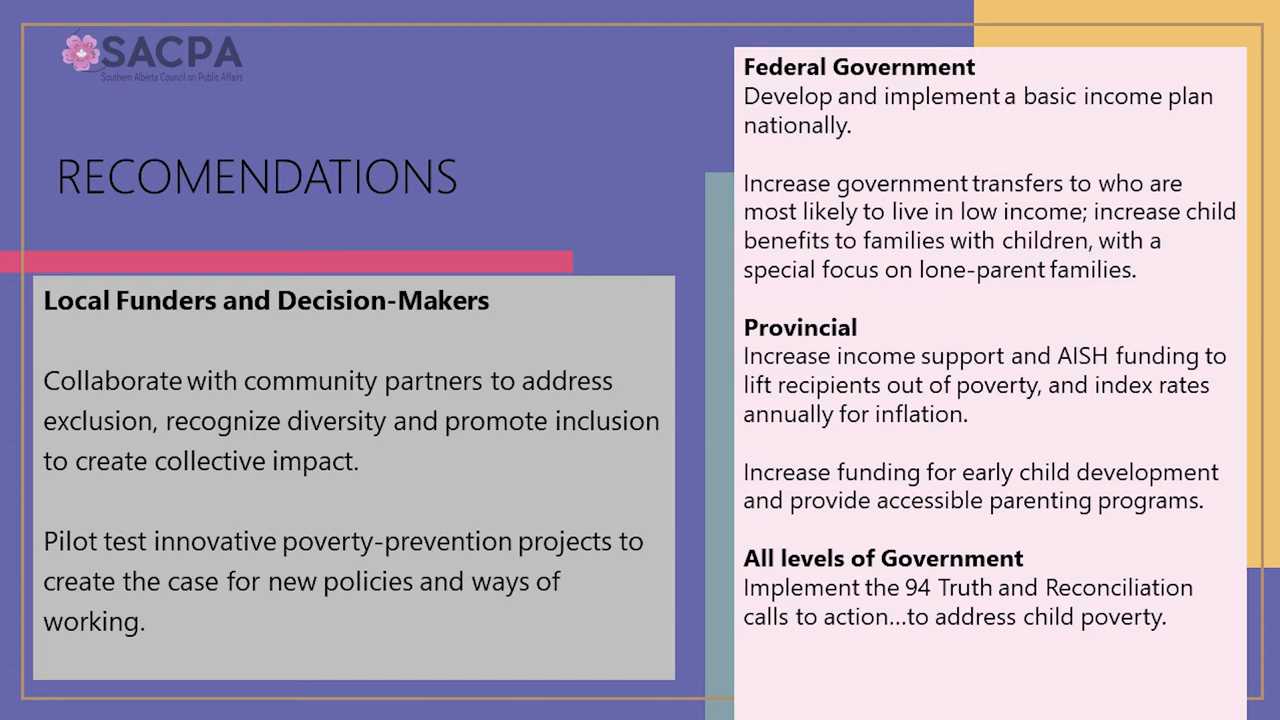 SACPA
Southern Alberta Council on Public Affairs
RECOMENDATIONS
Local Funders and Decision-Makers
Collaborate with community partners to address
exclusion, recognize diversity and promote inclusion
to create collective impact.
Pilot test innovative poverty-prevention projects to
create the case for new policies and ways of
working.
Federal Government
Develop and implement a basic income plan
nationally.
Increase government transfers to who are
most likely to live in low income; increase child
benefits to families with children, with a
special focus on lone-parent families.
Provincial
Increase income support and AISH funding to
lift recipients out of poverty, and index rates
annually for inflation.
Increase funding for early child development
and provide accessible parenting programs.
All levels of Government
Implement the 94 Truth and Reconciliation
calls to action...to address child poverty.